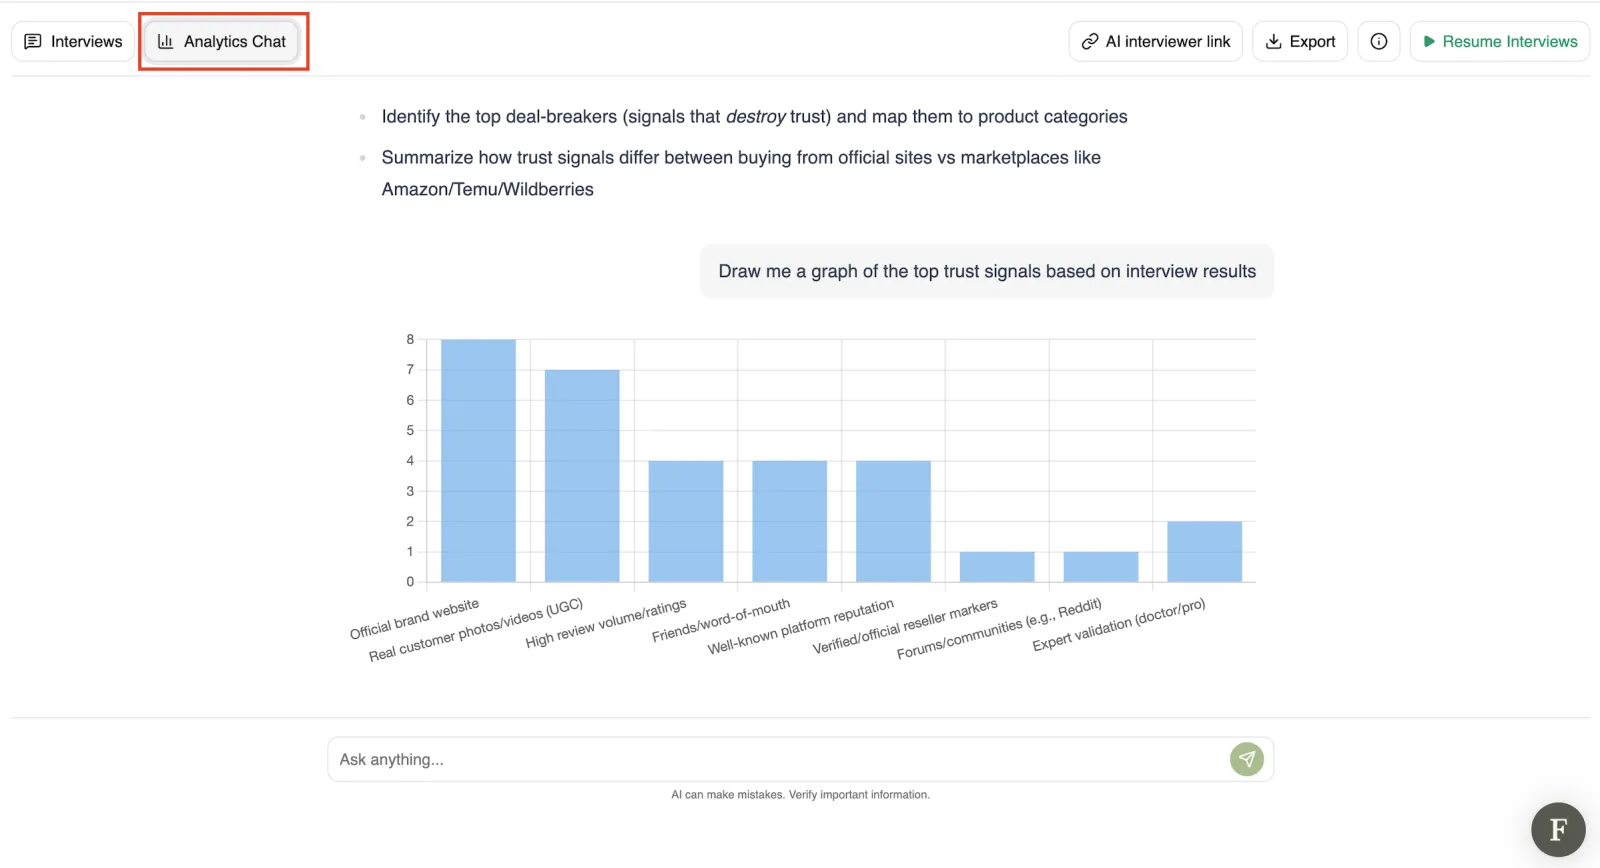 Interviews
Analytics Chat
AI interviewer link
Export
Resume Interviews
Identify the top deal-breakers (signals that destroy trust) and map them to product categories
Summarize how trust signals differ between buying from official sites vs marketplaces like
Amazon/Temu/Wildberries
Draw me a graph of the top trust signals based on interview results
8
7
6
5
4
3
2
1
0
Official brand website
Real customer photos/videos (UGC)
High review volume/ratings
Friends/word-of-mouth
Well-known platform reputation
Verified/official reseller markers
Forums/communities (e.g., Reddit)
Expert validation (doctor/pro)
Ask anything...
AI can make mistakes. Verify important information.
F